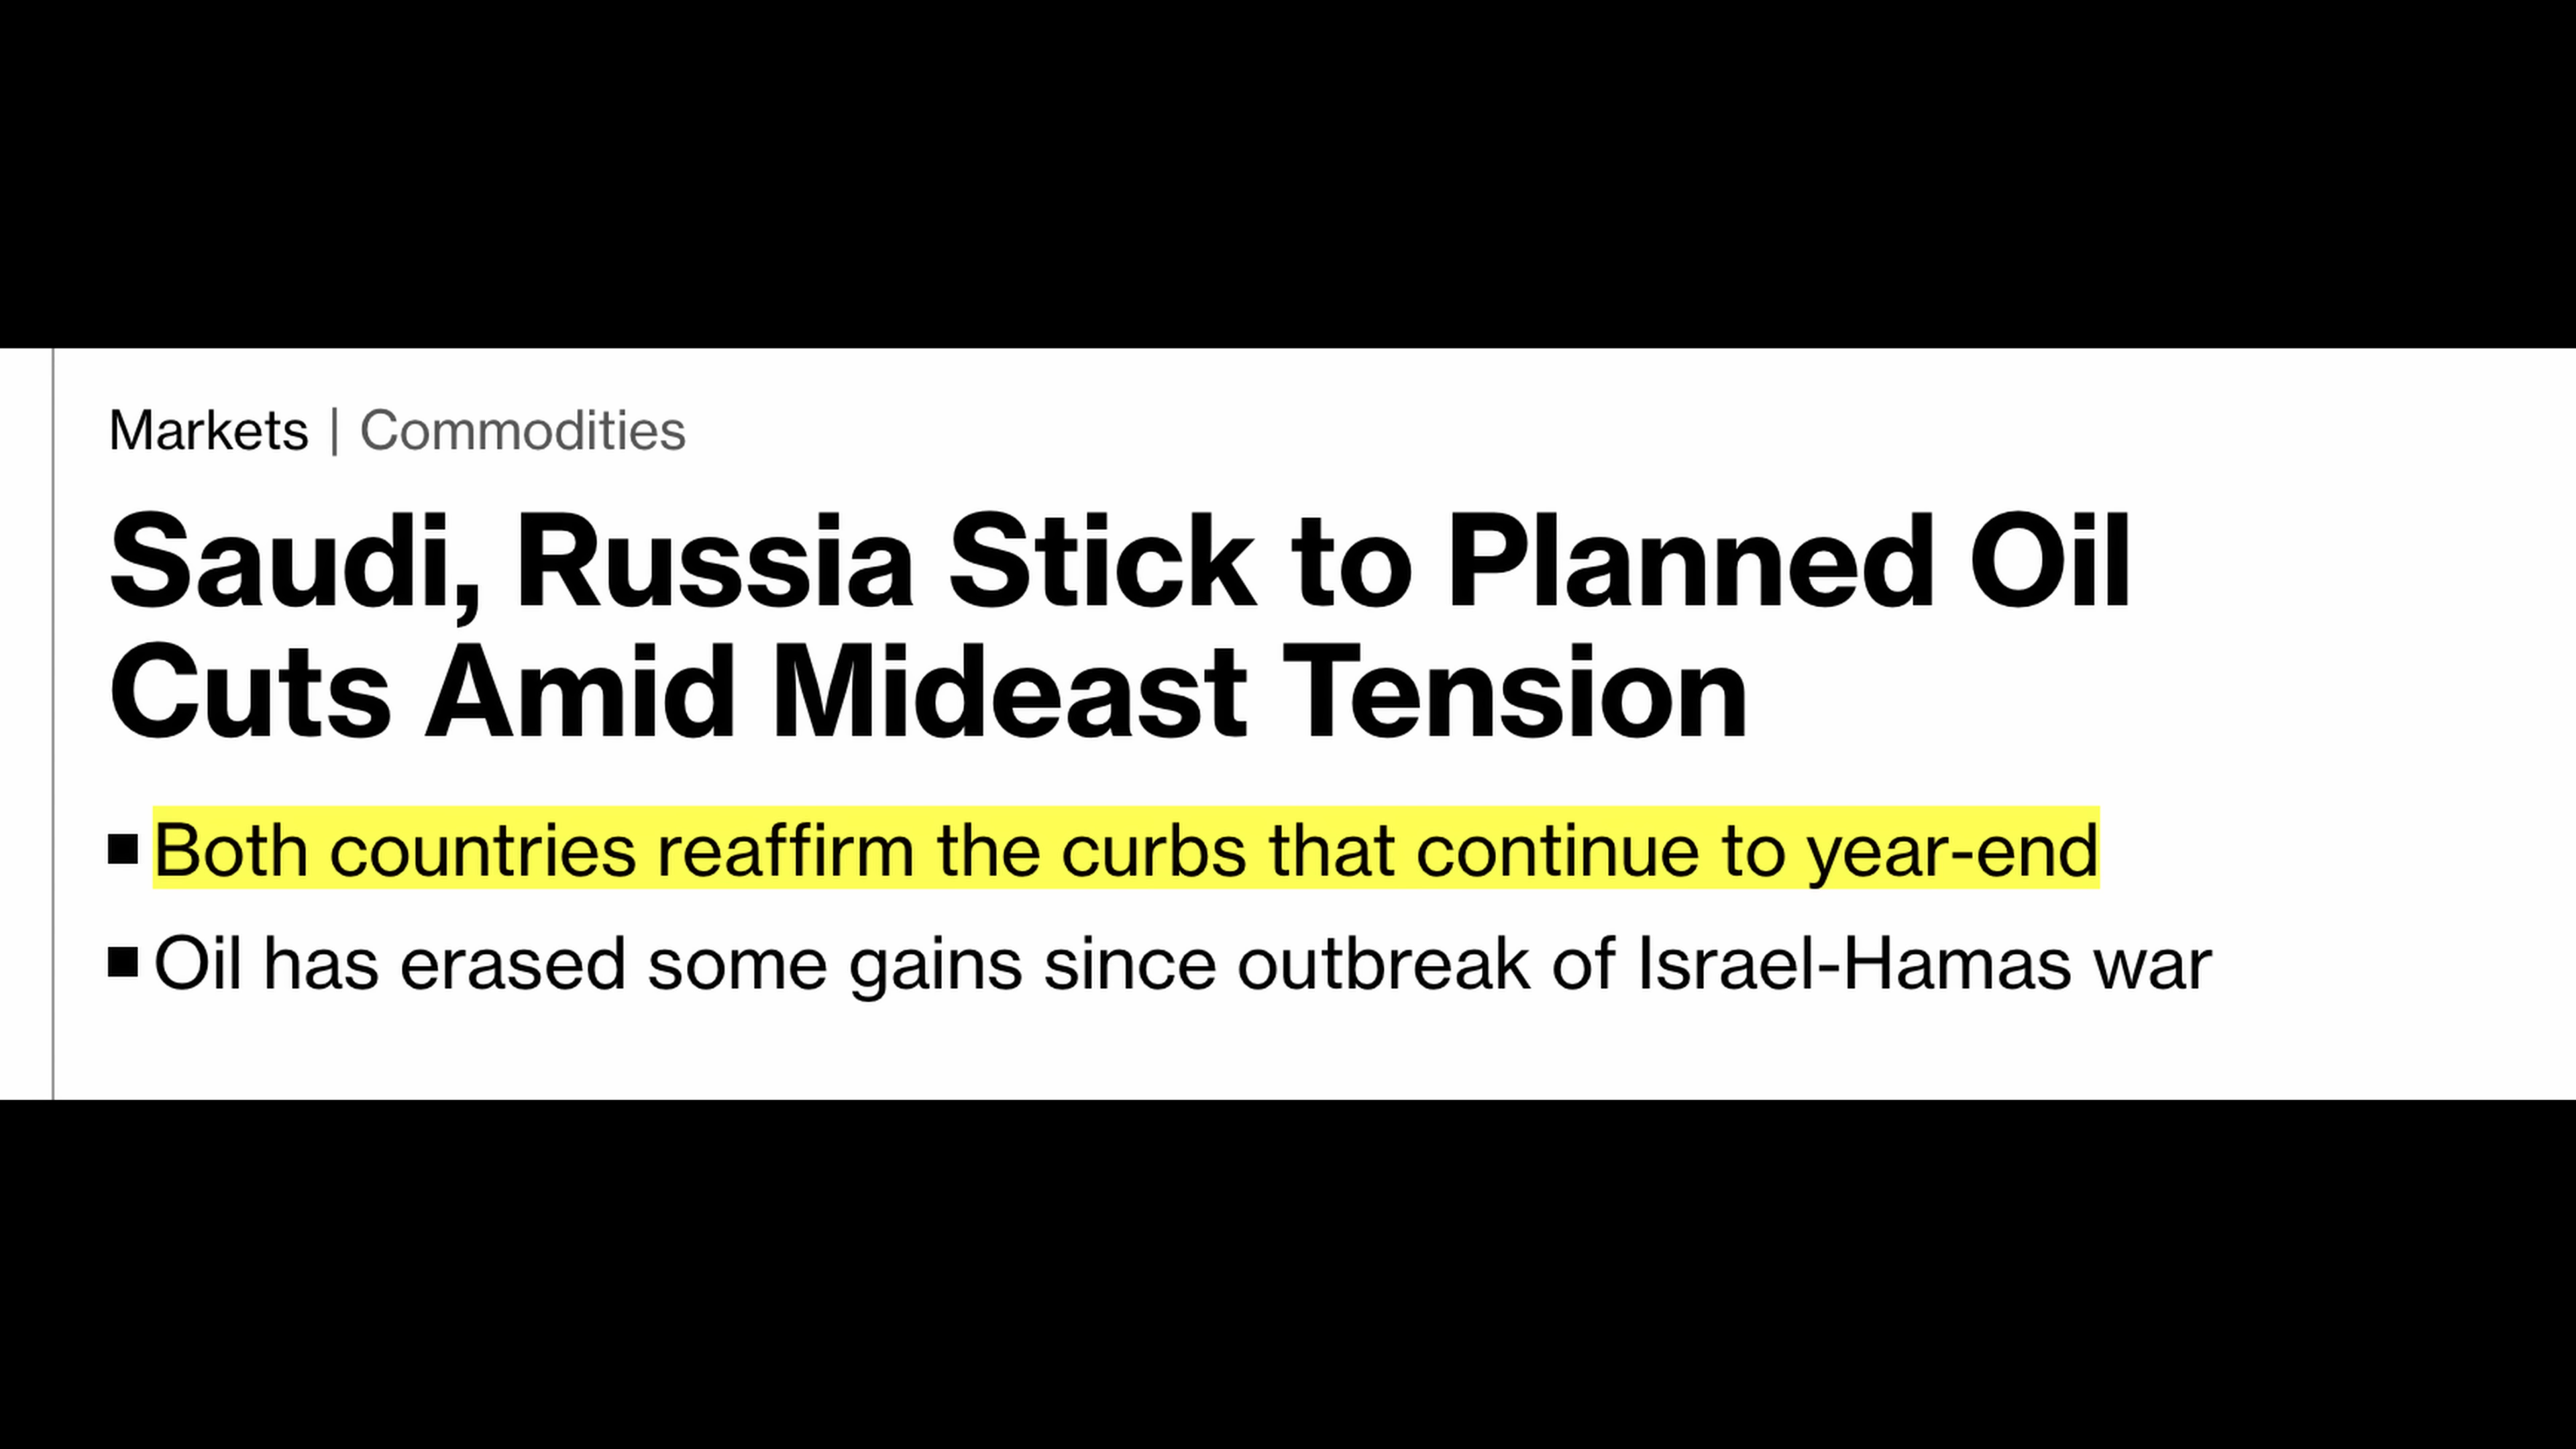 Markets | Commodities
Saudi, Russia Stick to Planned Oil
Cuts Amid Mideast Tension
■ Both countries reaffirm the curbs that continue to year-end
■ Oil has erased some gains since outbreak of Israel-Hamas war